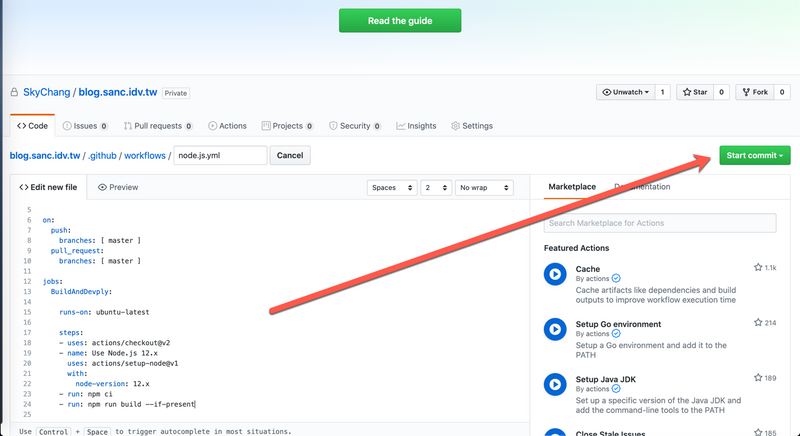 Read the guide
SkyChang / blog.sanc.idv.tw Private
Unwatch 1 Star 0 Fork 0
Code Issues 0 Pull requests 0 Actions Projects 0 Security 0 Insights Settings
blog.sanc.idv.tw / .github / workflows / node.js.yml Cancel Start commit
Edit new file Preview Spaces 2 No wrap
5
6 on:
7 push:
8 branches: [ master ]
9 pull_request:
10 branches: [ master ]
11
12 jobs:
13 BuildAndDevply:
14
15 runs-on: ubuntu-latest
16
17 steps:
18 - uses: actions/checkout@v2
19 - name: Use Node.js 12.x
20 uses: actions/setup-node@v1
21 with:
22 node-version: 12.x
23 - run: npm ci
24 - run: npm run build --if-present
25
Use Control + Space to trigger autocomplete in most situations.
Marketplace Documentation
Search Marketplace for Actions
Featured Actions
Cache 1.1k
By actions
Cache artifacts like dependencies and build
outputs to improve workflow execution time
Setup Go environment 214
By actions
Setup a Go environment and add it to the
PATH
Setup Java JDK 189
By actions
Set up a specific version of the Java JDK and
add the command-line tools to the PATH
Close Stale Issues 185